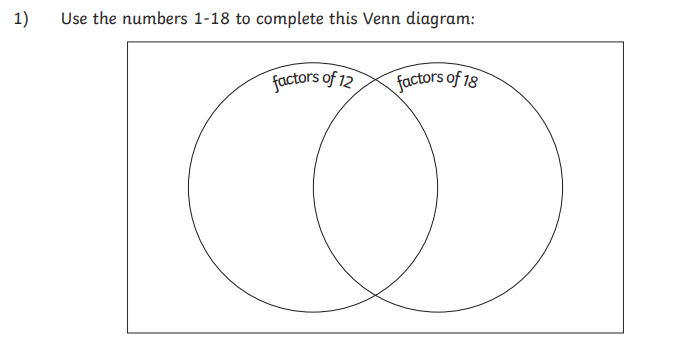 1) Use the numbers 1-18 to complete this Venn diagram:
factors of 12
factors of 18